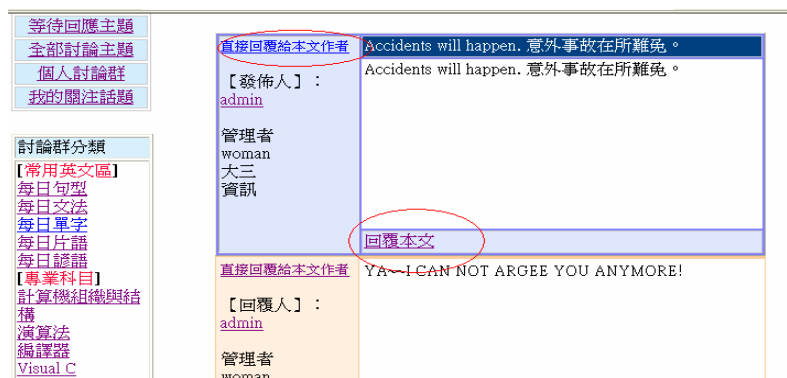 等待回應主題
全部討論主題
個人討論群
我的關注話題
討論群分類
[常用英文區]
每日句型
每日文法
每日單字
每日片語
每日諺語
[專業科目]
計算機組織與結
構
演算法
編譯器
Visual C
直接回覆給本文作者
【發佈人】：
admin
管理者
woman
大三
資訊
Accidents will happen. 意外事故在所難免。
Accidents will happen. 意外事故在所難免。
回覆本文
直接回覆給本文作者
【回覆人】：
admin
管理者
woman
YA~~I CAN NOT ARGEE YOU ANYMORE!